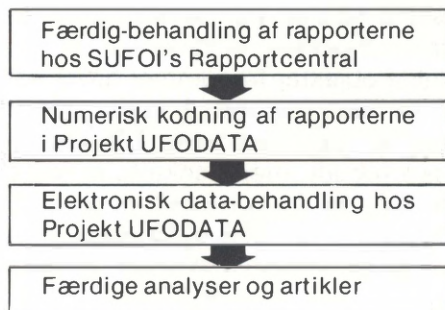 Færdig-behandling af rapporterne
hos SUFOI's Rapportcentral
Numerisk kodning af rapporterne
i Projekt UFODATA
Elektronisk data-behandling hos
Projekt UFODATA
Færdige analyser og artikler